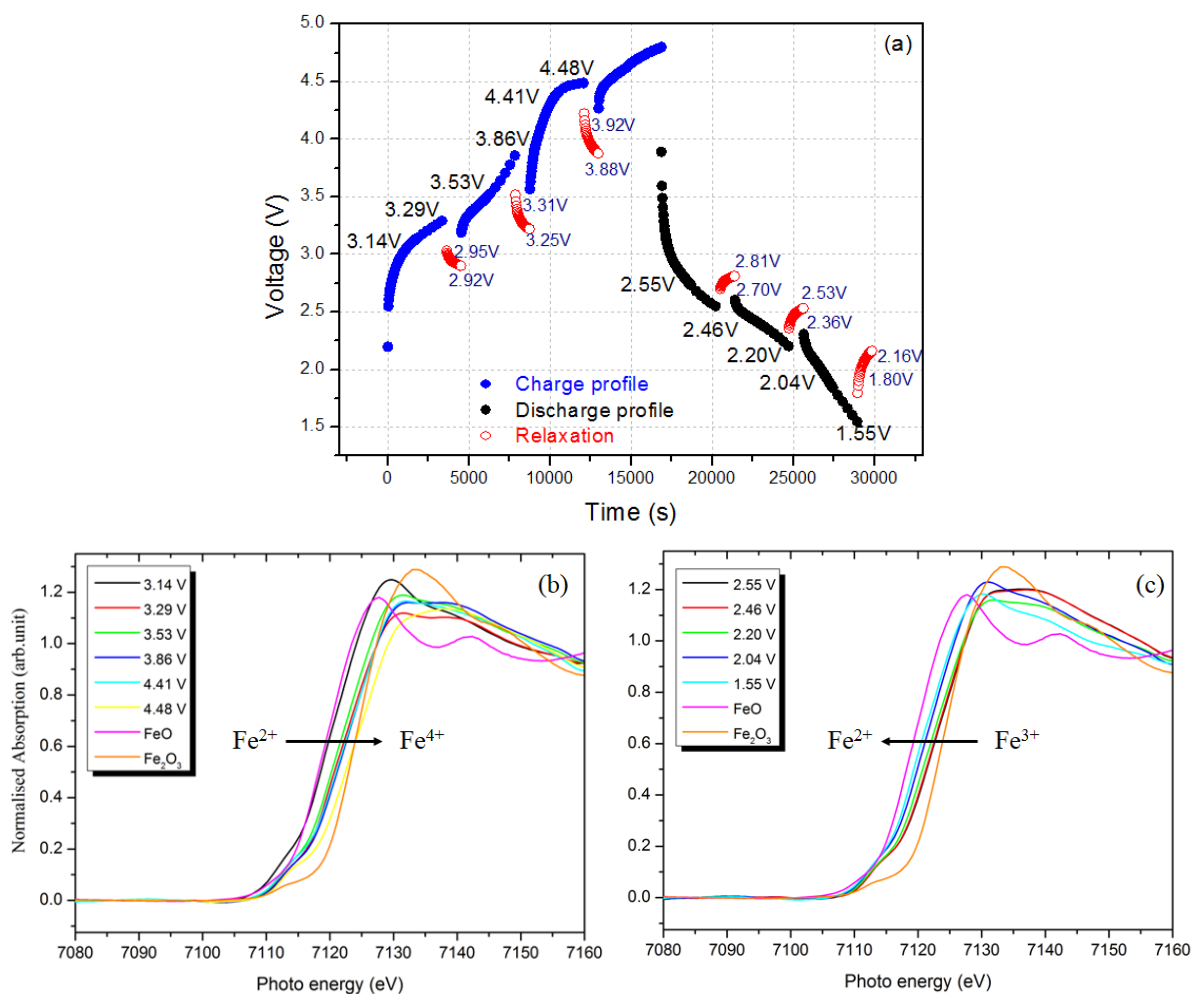 (a)
5.0
4.5
4.0
3.5
3.0
2.5
2.0
1.5
Voltage (V)
3.14V
3.29V
3.53V
3.86V
4.41V
4.48V
2.95V
2.92V
3.31V
3.25V
3.92V
3.88V
2.55V
2.46V
2.20V
2.04V
1.55V
2.81V
2.70V
2.53V
2.36V
2.16V
1.80V
Charge profile
Discharge profile
Relaxation
0 5000 10000 15000 20000 25000 30000
Time (s)
(b)
1.2
1.0
0.8
0.6
0.4
0.2
0.0
Normalised Absorption (arb.unit)
3.14 V
3.29 V
3.53 V
3.86 V
4.41 V
4.48 V
FeO
Fe₂O₃
Fe²⁺ Fe⁴⁺
7080 7090 7100 7110 7120 7130 7140 7150 7160
Photo energy (eV)
(c)
1.2
1.0
0.8
0.6
0.4
0.2
0.0
2.55 V
2.46 V
2.20 V
2.04 V
1.55 V
FeO
Fe₂O₃
Fe²⁺ Fe³⁺
7080 7090 7100 7110 7120 7130 7140 7150 7160
Photo energy (eV)